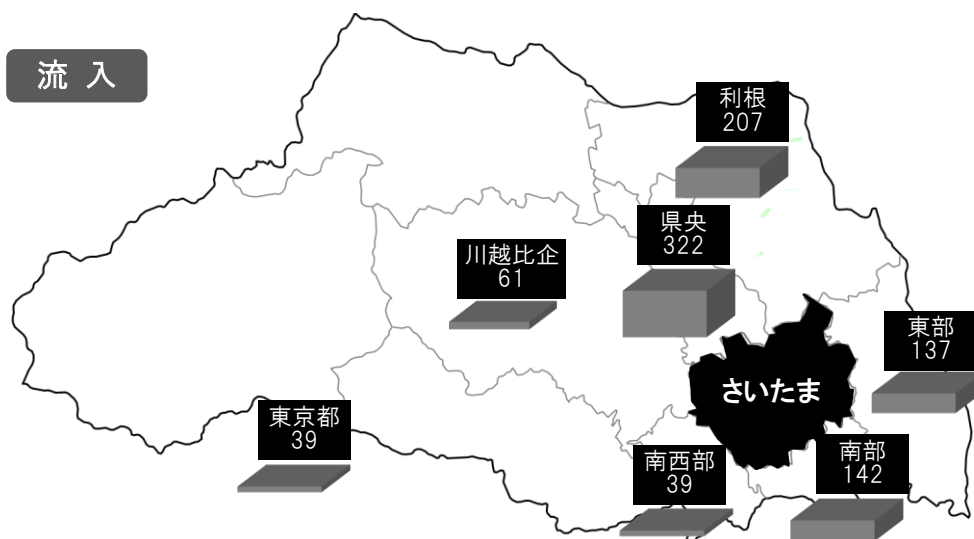 流 入
利根
207
県央
322
川越比企
61
東部
137
さいたま
東京都
39
南西部
39
南部
142